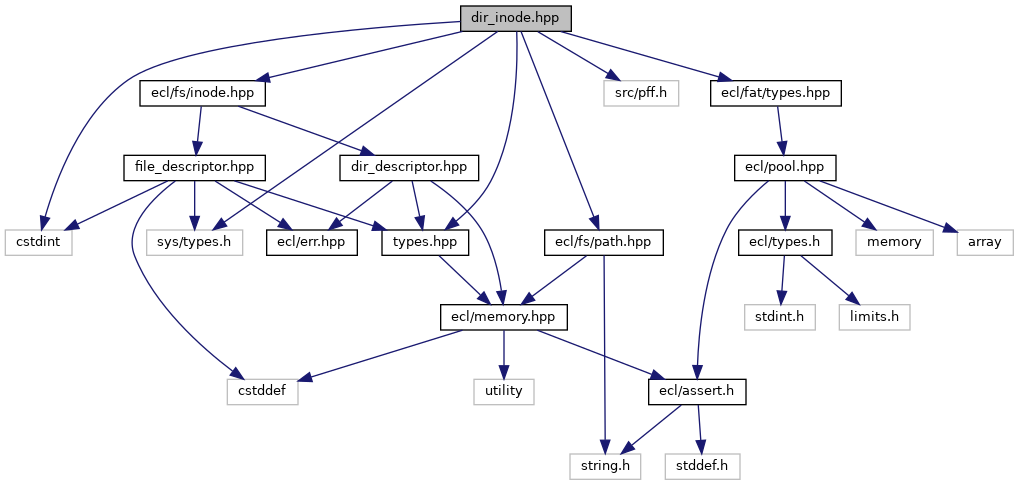 dir_inode.hpp
ecl/fs/inode.hpp
src/pff.h
ecl/fat/types.hpp
file_descriptor.hpp
dir_descriptor.hpp
ecl/pool.hpp
cstdint
sys/types.h
ecl/err.hpp
types.hpp
ecl/fs/path.hpp
ecl/types.h
memory
array
ecl/memory.hpp
stdint.h
limits.h
cstddef
utility
ecl/assert.h
string.h
stddef.h